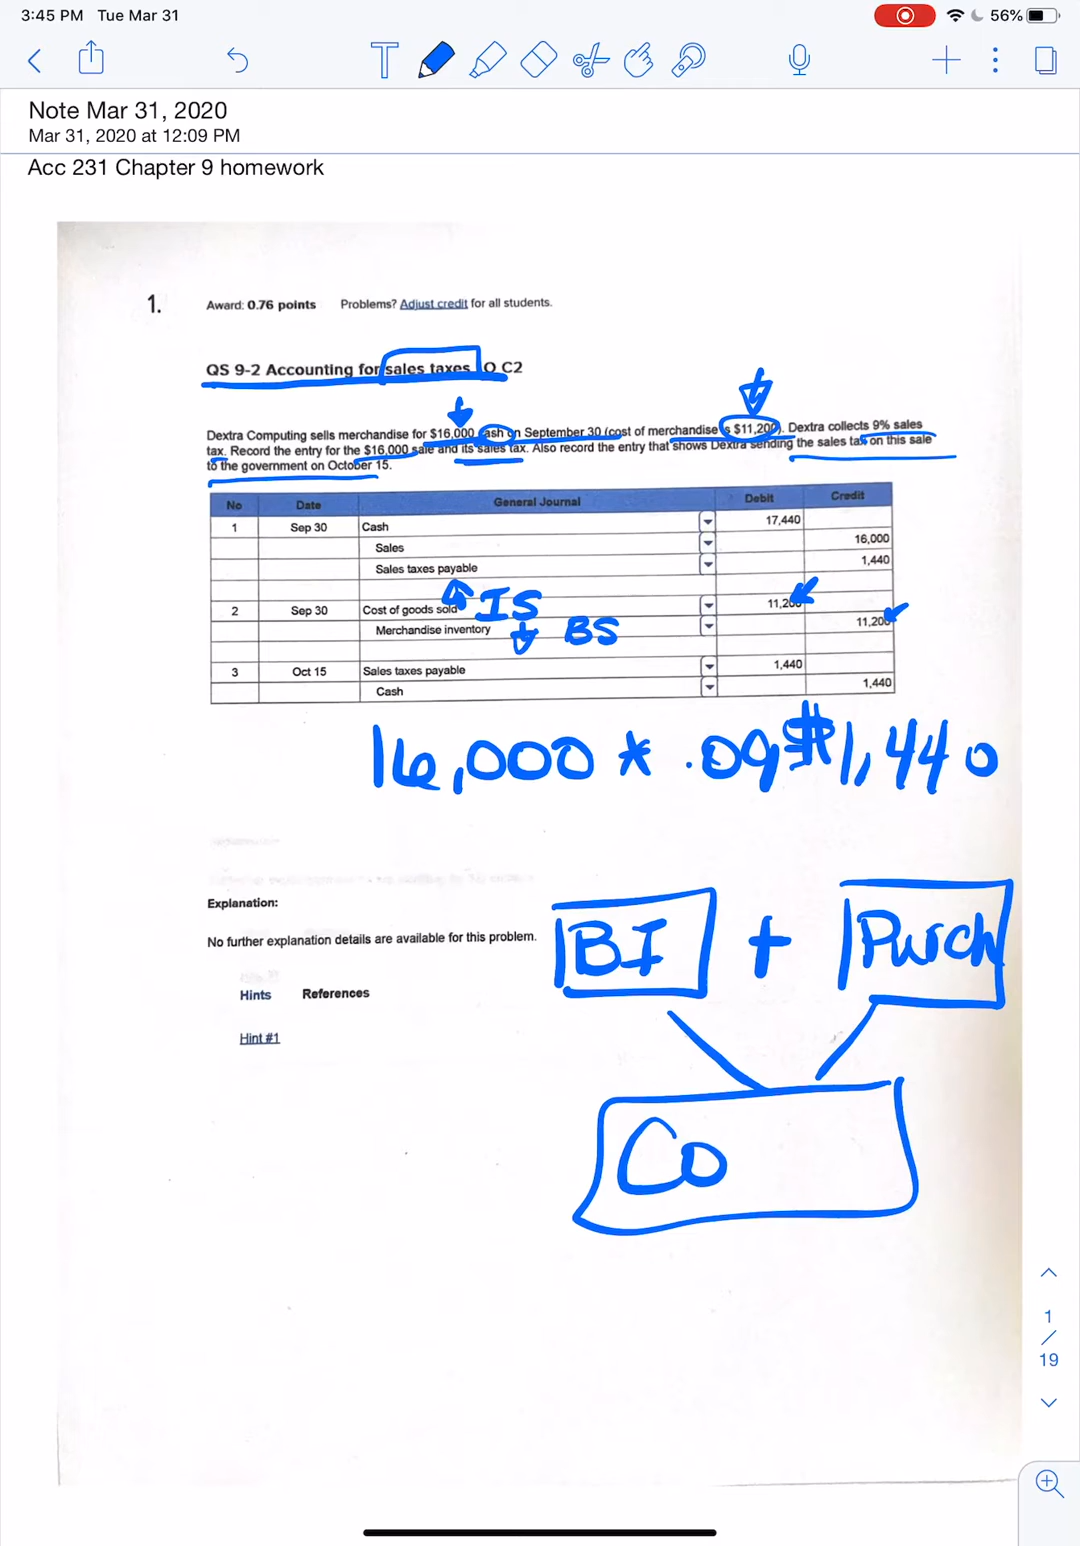 3:45 PM Tue Mar 31
56%
T
Note Mar 31, 2020
Mar 31, 2020 at 12:09 PM
Acc 231 Chapter 9 homework
1.
Award: 0.76 points Problems? Adjust credit for all students.
QS 9-2 Accounting for sales taxes LO C2
Dextra Computing sells merchandise for $16,000 cash on September 30 (cost of merchandise is $11,200). Dextra collects 9% sales
tax. Record the entry for the $16,000 sale and its sales tax. Also record the entry that shows Dextra sending the sales tax on this sale
to the government on October 15.
No Date General Journal Debit Credit
1 Sep 30 Cash 17,440
Sales 16,000
Sales taxes payable 1,440
2 Sep 30 Cost of goods sold IS 11,200
Merchandise inventory BS 11,200
3 Oct 15 Sales taxes payable 1,440
Cash 1,440
16,000 * .09 $1,440
Explanation:
No further explanation details are available for this problem.
BI + Purch
Hints References
Hint #1
Co
1
/
19